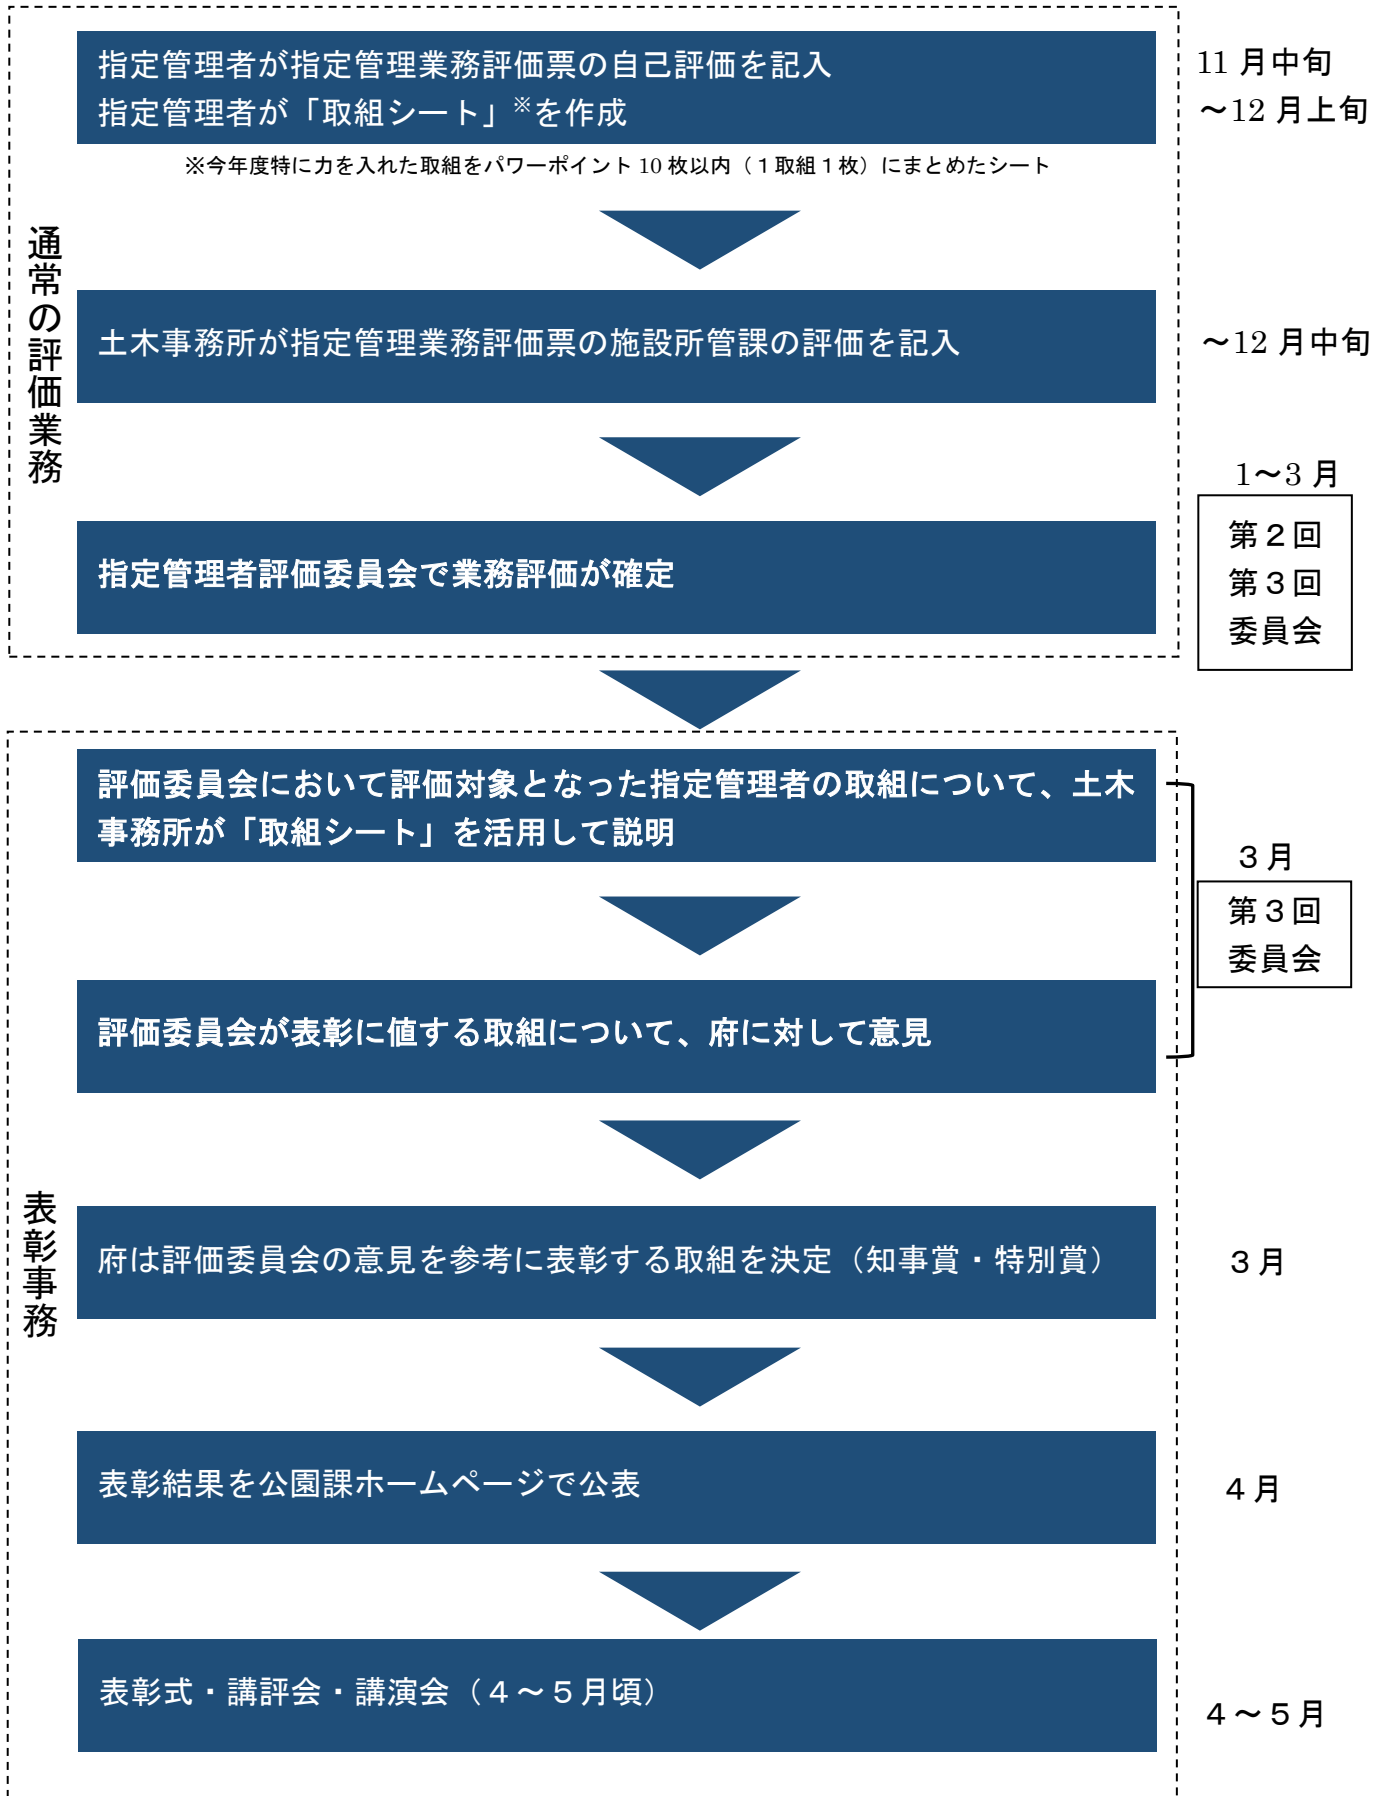 指定管理者が指定管理業務評価票の自己評価を記入
指定管理者が「取組シート」※を作成
11 月中旬
～12 月上旬
※今年度特に力を入れた取組をパワーポイント 10 枚以内（１取組１枚）にまとめたシート
通常の評価業務
土木事務所が指定管理業務評価票の施設所管課の評価を記入
～12 月中旬
指定管理者評価委員会で業務評価が確定
1～3 月
第２回
第３回
委員会
評価委員会において評価対象となった指定管理者の取組について、土木
事務所が「取組シート」を活用して説明
３月
第３回
委員会
評価委員会が表彰に値する取組について、府に対して意見
表彰事務
府は評価委員会の意見を参考に表彰する取組を決定（知事賞・特別賞）
３月
表彰結果を公園課ホームページで公表
４月
表彰式・講評会・講演会（４～５月頃）
４～５月